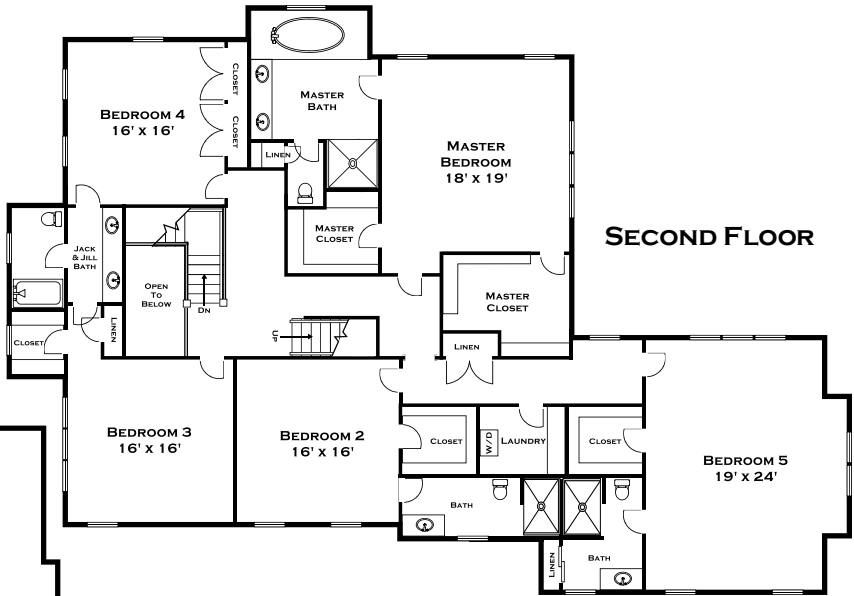 BEDROOM 4
16' X 16'
CLOSET
CLOSET
MASTER
BATH
LINEN
MASTER
BEDROOM
18' X 19'
MASTER
CLOSET
SECOND FLOOR
JACK
& JILL
BATH
OPEN
TO
BELOW
DN
MASTER
CLOSET
LINEN
CLOSET
UP
LINEN
BEDROOM 3
16' X 16'
BEDROOM 2
16' X 16'
CLOSET
W/D
LAUNDRY
CLOSET
BEDROOM 5
19' X 24'
BATH
LINEN
BATH